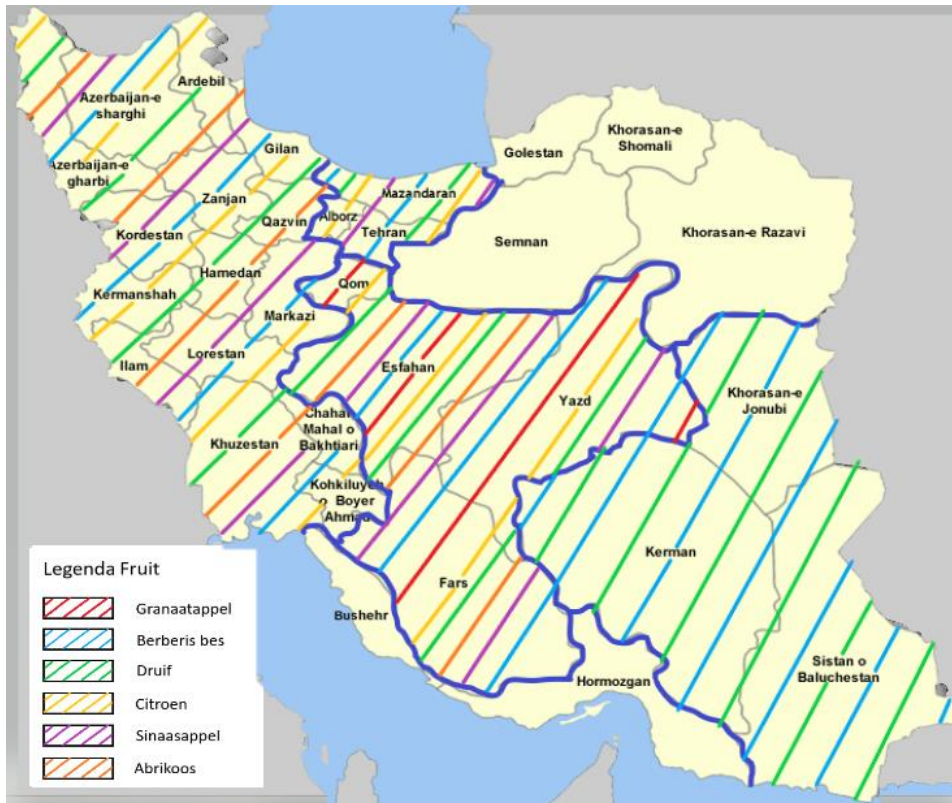 Azerbaijan-e
sharghi
Ardebil
Azerbaijan-e
gharbi
Gilan
Zanjan
Kordestan
Qazvin
Alborz
Mazandaran
Tehran
Golestan
Khorasan-e
Shomali
Semnan
Khorasan-e Razavi
Hamedan
Kermanshah
Qom
Markazi
Ilam
Lorestan
Esfahan
Yazd
Khorasan-e
Jonubi
Khuzestan
Chahar
Mahal o
Bakhtiari
Kohkiluyeh
o Boyer
Ahmad
Kerman
Fars
Bushehr
Hormozgan
Sistan o
Baluchestan
Legenda Fruit
Granaatappel
Berberis bes
Druif
Citroen
Sinaasappel
Abrikoos